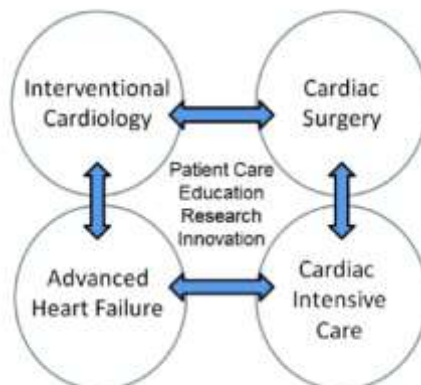 Interventional
Cardiology
Cardiac
Surgery
Patient Care
Education
Research
Innovation
Advanced
Heart Failure
Cardiac
Intensive
Care